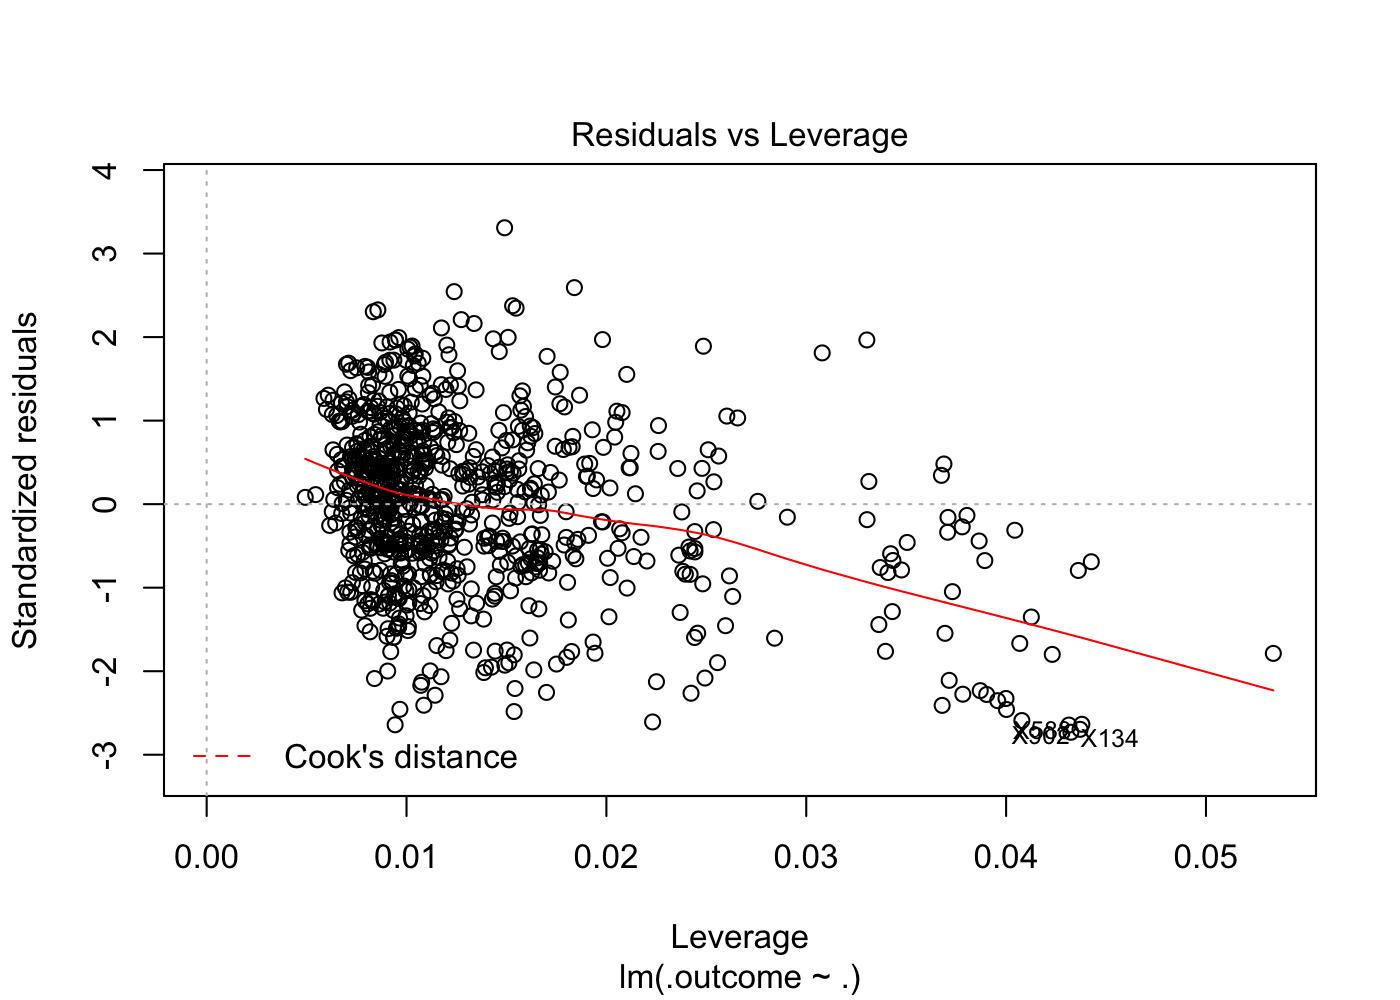 Residuals vs Leverage
Standardized residuals
4
3
2
1
0
-1
-2
-3
X134
Cook's distance
0.00 0.01 0.02 0.03 0.04 0.05
Leverage
lm(.outcome ~ .)